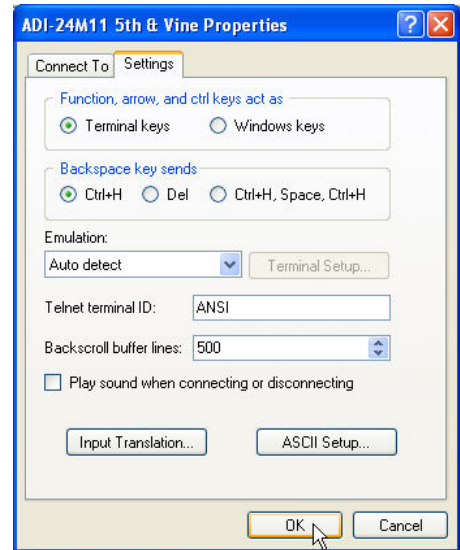 ADI-24M11 5th & Vine Properties
Connect To Settings
Function, arrow, and ctrl keys act as
Terminal keys Windows keys
Backspace key sends
Ctrl+H Del Ctrl+H, Space, Ctrl+H
Emulation:
Auto detect Terminal Setup...
Telnet terminal ID: ANSI
Backscroll buffer lines: 500
Play sound when connecting or disconnecting
Input Translation... ASCII Setup...
OK Cancel